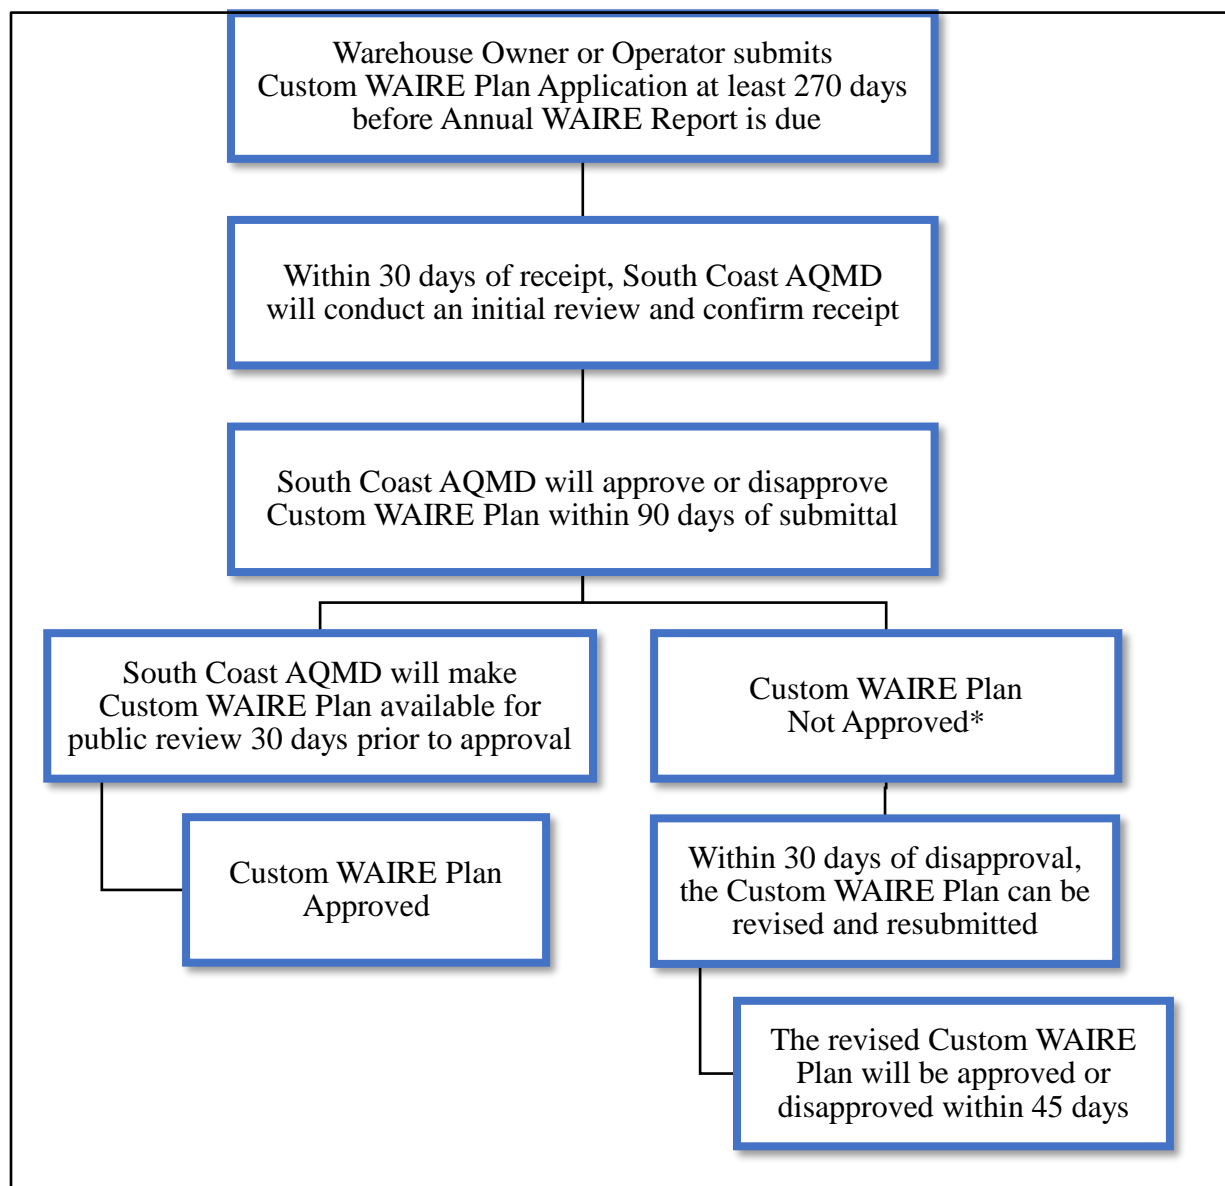 Warehouse Owner or Operator submits
Custom WAIRE Plan Application at least 270 days
before Annual WAIRE Report is due
Within 30 days of receipt, South Coast AQMD
will conduct an initial review and confirm receipt
South Coast AQMD will approve or disapprove
Custom WAIRE Plan within 90 days of submittal
South Coast AQMD will make
Custom WAIRE Plan available for
public review 30 days prior to approval
Custom WAIRE Plan
Approved
Custom WAIRE Plan
Not Approved*
Within 30 days of disapproval,
the Custom WAIRE Plan can be
revised and resubmitted
The revised Custom WAIRE
Plan will be approved or
disapproved within 45 days